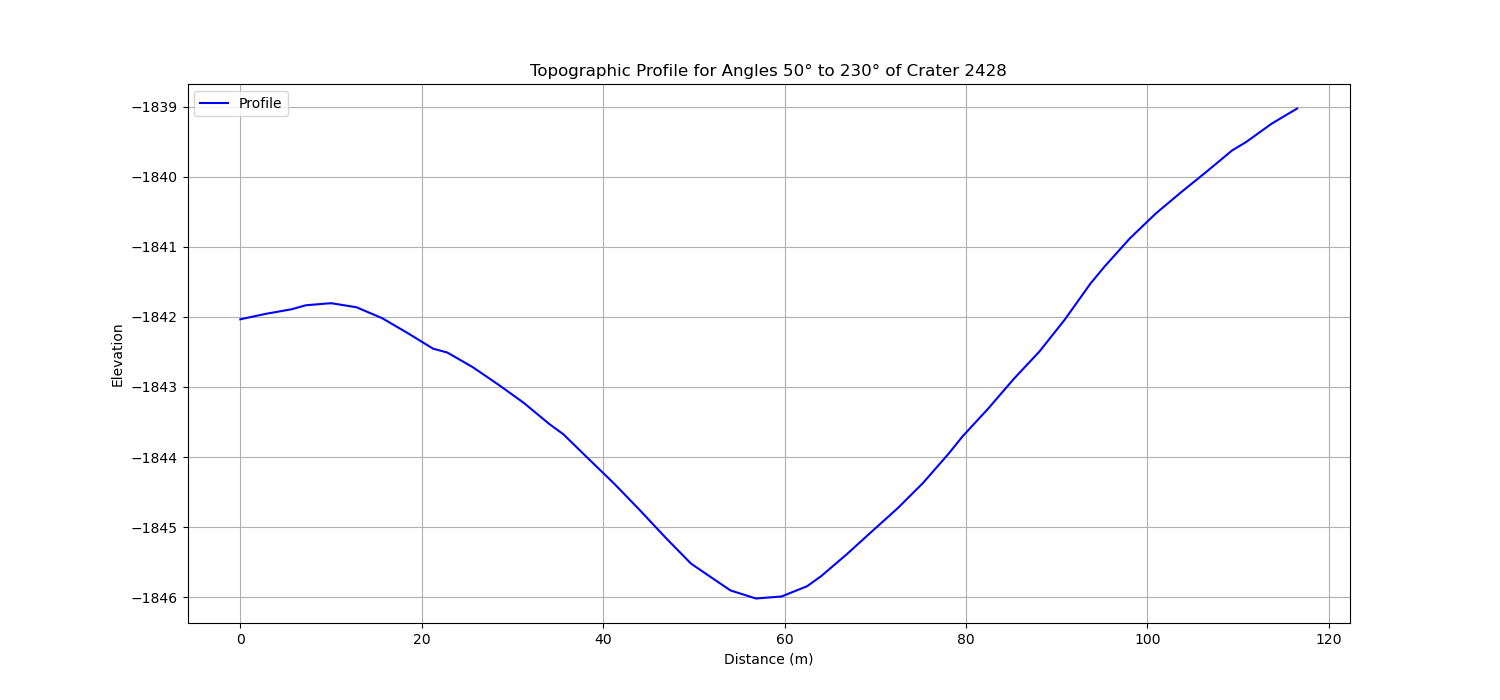 Topographic Profile for Angles 50° to 230° of Crater 2428
Profile
−1839
−1840
−1841
−1842
−1843
−1844
−1845
−1846
Elevation
0 20 40 60 80 100 120
Distance (m)